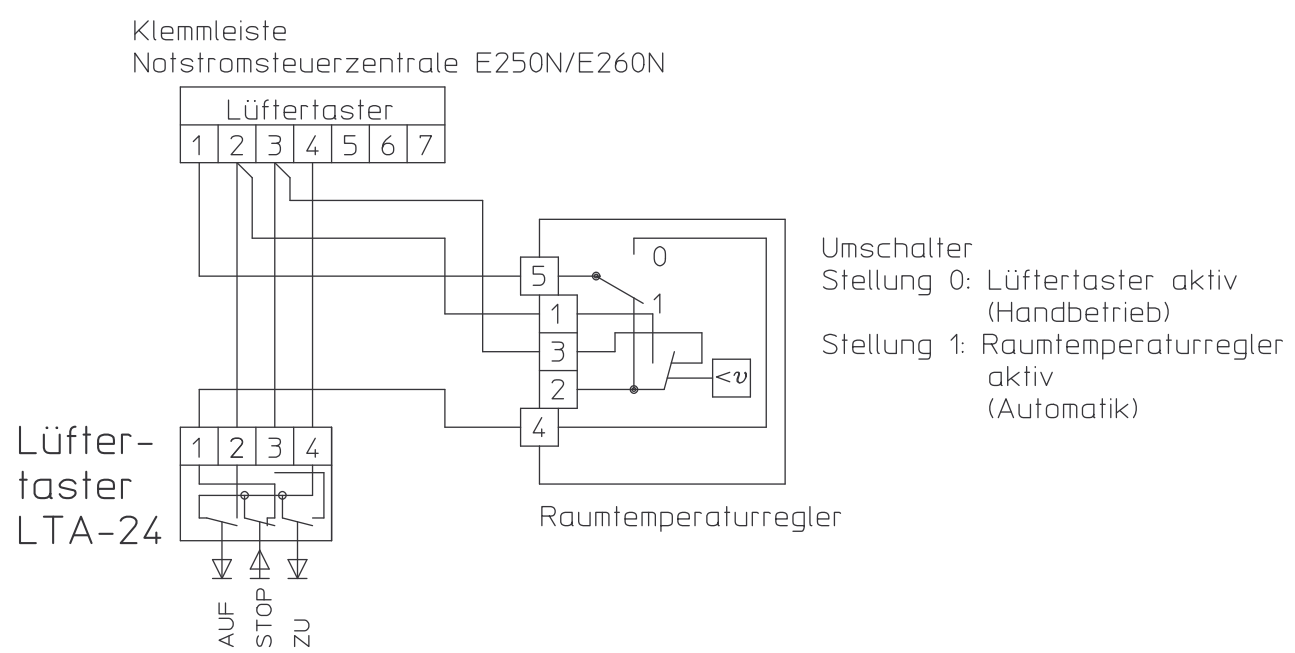 Klemmleiste
Notstromsteuerzentrale E250N/E260N
Lüftertaster
1 2 3 4 5 6 7
0
5
1
1
3
2
<υ
4
Umschalter
Stellung 0: Lüftertaster aktiv
(Handbetrieb)
Stellung 1: Raumtemperaturregler
aktiv
(Automatik)
Raumtemperaturregler
Lüfter-
taster
LTA-24
1 2 3 4
AUF
STOP
ZU